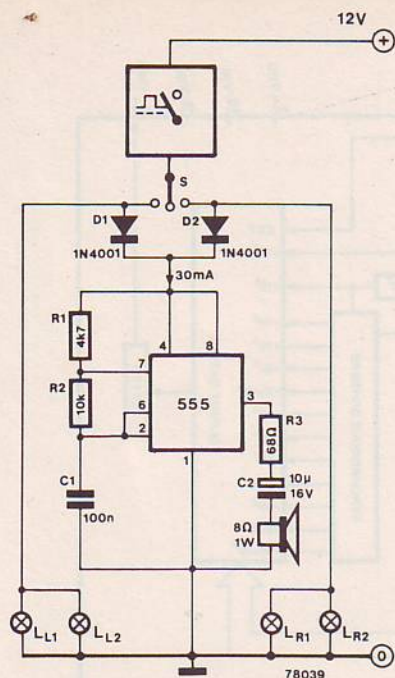 12V
+
S
D1
D2
1N4001
1N4001
30mA
R1
4k7
4
8
7
R2
10k
6
2
555
3
R3
68Ω
1
C1
100n
C2
10µ
16V
8Ω
1W
LL1
LL2
LR1
LR2
0
78039